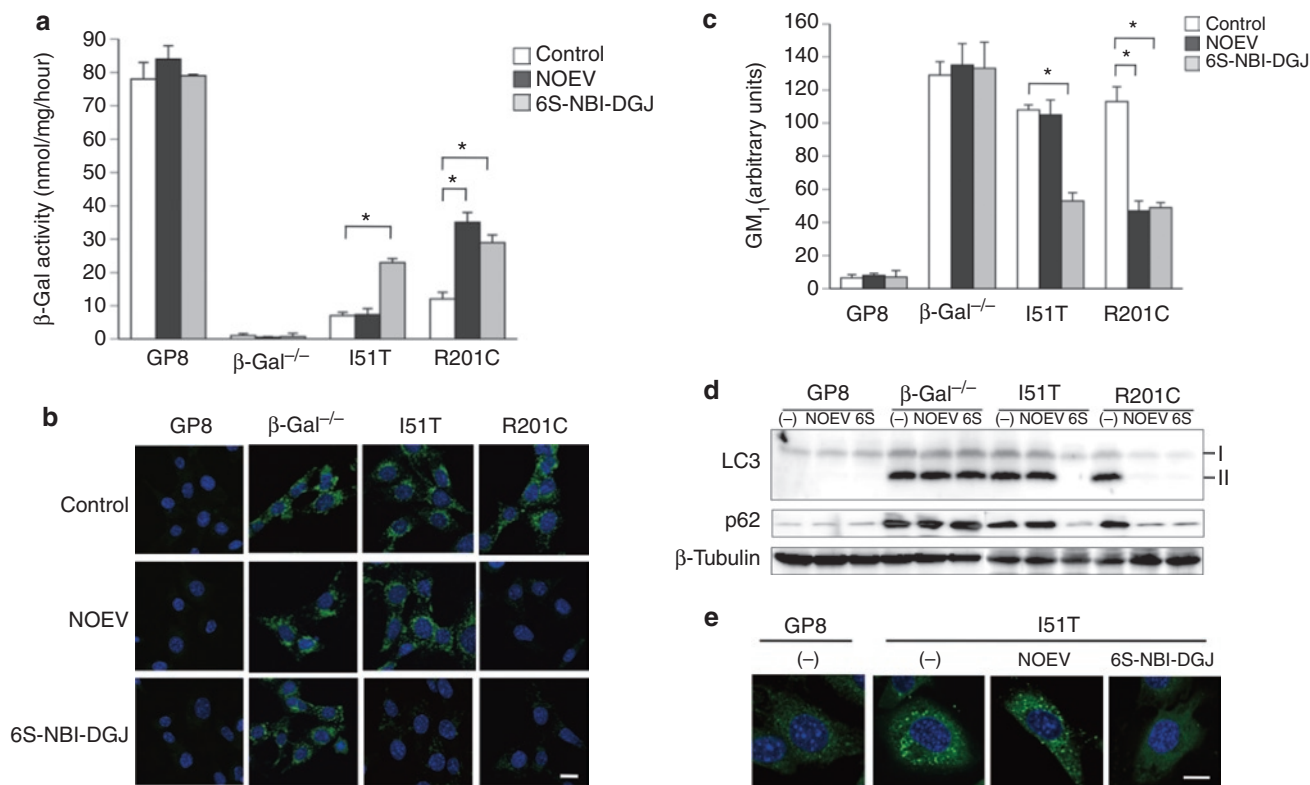 a
β-Gal activity (nmol/mg/hour)
90
80
70
60
50
40
30
20
10
0
Control
NOEV
6S-NBI-DGJ
*
*
*
GP8
β-Gal–/–
I51T
R201C
c
GM1 (arbitrary units)
160
140
120
100
80
60
40
20
0
Control
NOEV
6S-NBI-DGJ
*
*
*
GP8
β-Gal–/–
I51T
R201C
b
GP8
β-Gal–/–
I51T
R201C
Control
NOEV
6S-NBI-DGJ
d
GP8
β-Gal–/–
I51T
R201C
(–) NOEV 6S (–) NOEV 6S (–) NOEV 6S (–) NOEV 6S
LC3
I
II
p62
β-Tubulin
e
GP8
I51T
(–)
(–)
NOEV
6S-NBI-DGJ